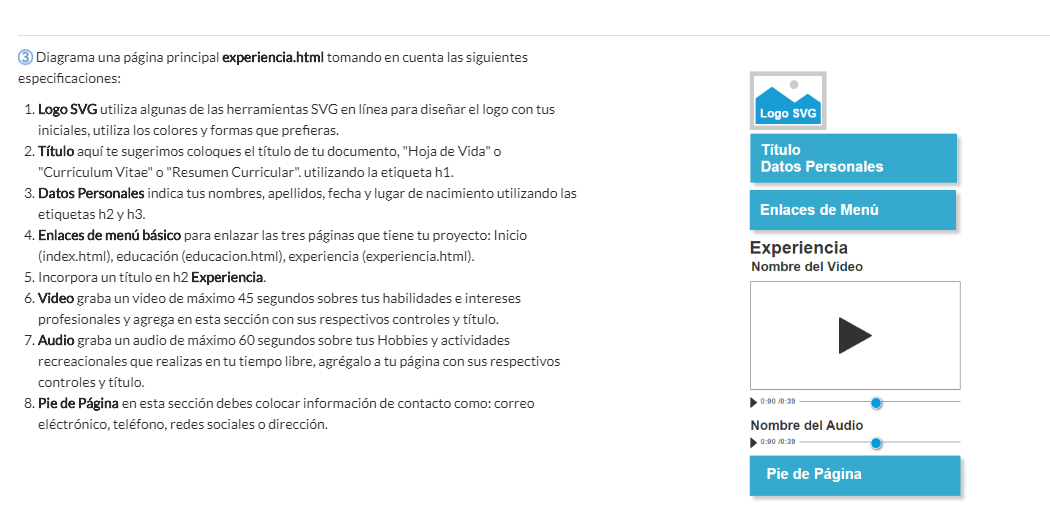 3 Diagrama una página principal experiencia.html tomando en cuenta las siguientes
especificaciones:
1. Logo SVG utiliza algunas de las herramientas SVG en línea para diseñar el logo con tus
iniciales, utiliza los colores y formas que prefieras.
2. Título aquí te sugerimos coloques el título de tu documento, "Hoja de Vida" o
"Curriculum Vitae" o "Resumen Curricular". utilizando la etiqueta h1.
3. Datos Personales indica tus nombres, apellidos, fecha y lugar de nacimiento utilizando las
etiquetas h2 y h3.
4. Enlaces de menú básico para enlazar las tres páginas que tiene tu proyecto: Inicio
(index.html), educación (educacion.html), experiencia (experiencia.html).
5. Incorpora un título en h2 Experiencia.
6. Video graba un video de máximo 45 segundos sobres tus habilidades e intereses
profesionales y agrega en esta sección con sus respectivos controles y título.
7. Audio graba un audio de máximo 60 segundos sobre tus Hobbies y actividades
recreacionales que realizas en tu tiempo libre, agrégalo a tu página con sus respectivos
controles y título.
8. Pie de Página en esta sección debes colocar información de contacto como: correo
eléctrónico, teléfono, redes sociales o dirección.
Logo SVG
Título
Datos Personales
Enlaces de Menú
Experiencia
Nombre del Video
0:00 /0:39
Nombre del Audio
0:00 /0:39
Pie de Página